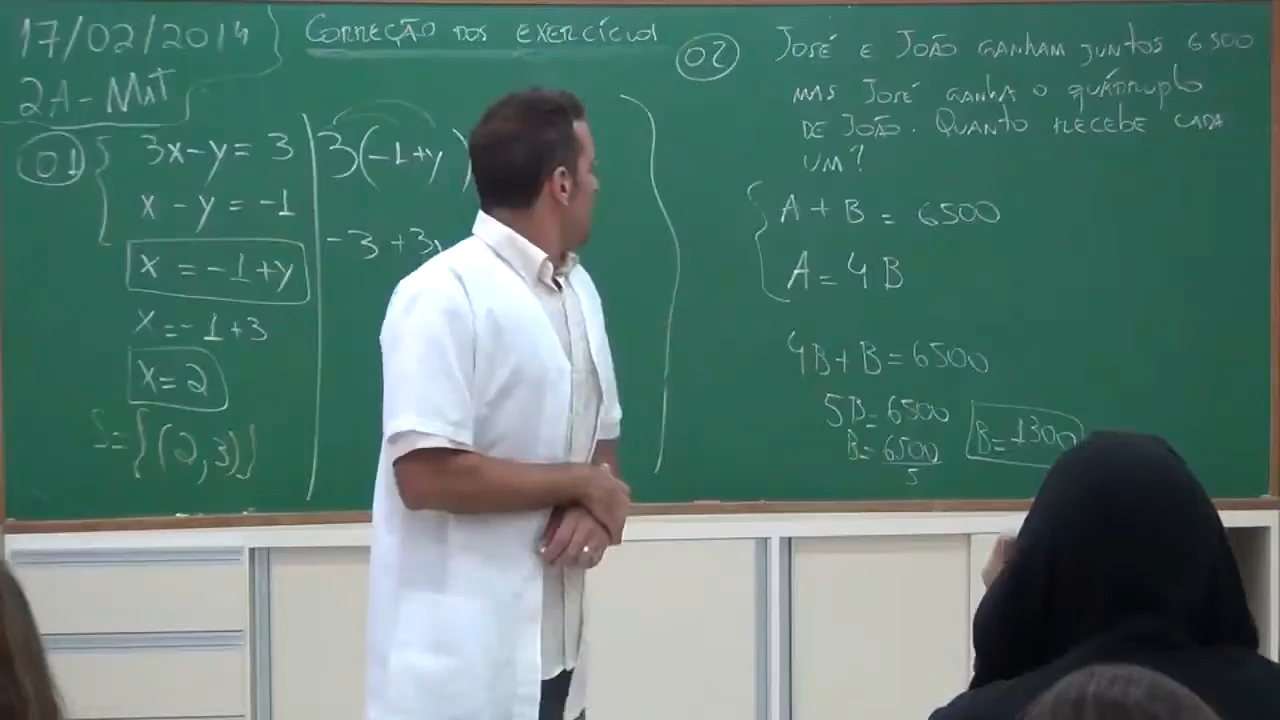 17/02/2014
2A - MAT
CORREÇÃO DOS EXERCÍCIOS
01
3x-y= 3
x - y = -1
x = -1+y
x=-1+3
x=2
S={(2,3)}
3(-1+y)
-3 +3y
02
JOSÉ E JOÃO GANHAM JUNTOS 6500
MAS JOSÉ GANHA O QUÁDRUPLO
DE JOÃO. QUANTO RECEBE CADA
UM?
A + B = 6500
A = 4B
4B+B=6500
5B=6500
B=6500
5
B=1300